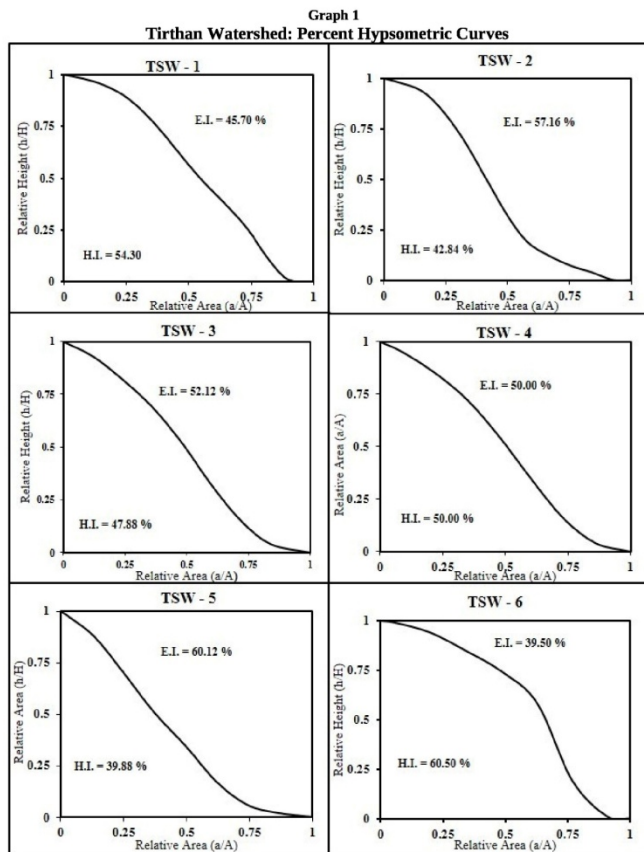 Graph 1
Tirthan Watershed: Percent Hypsometric Curves
TSW - 1
1
0.75
0.5
0.25
0
Relative Height (h/H)
E.I. = 45.70 %
H.I. = 54.30
0 0.25 0.5 0.75 1
Relative Area (a/A)
TSW - 2
1
0.75
0.5
0.25
0
Relative Height (h/H)
E.I. = 57.16 %
H.I. = 42.84 %
0 0.25 0.5 0.75 1
Relative Area (a/A)
TSW - 3
1
0.75
0.5
0.25
0
Relative Height (h/H)
E.I. = 52.12 %
H.I. = 47.88 %
0 0.25 0.5 0.75 1
Relative Area (a/A)
TSW - 4
1
0.75
0.5
0.25
0
Relative Area (a/A)
E.I. = 50.00 %
H.I. = 50.00 %
0 0.25 0.5 0.75 1
Relative Area (a/A)
TSW - 5
1
0.75
0.5
0.25
0
Relative Area (h/H)
E.I. = 60.12 %
H.I. = 39.88 %
0 0.25 0.5 0.75 1
Relative Area (a/A)
TSW - 6
1
0.75
0.5
0.25
0
Relative Height (h/H)
E.I. = 39.50 %
H.I. = 60.50 %
0 0.25 0.5 0.75 1
Relative Area (a/A)